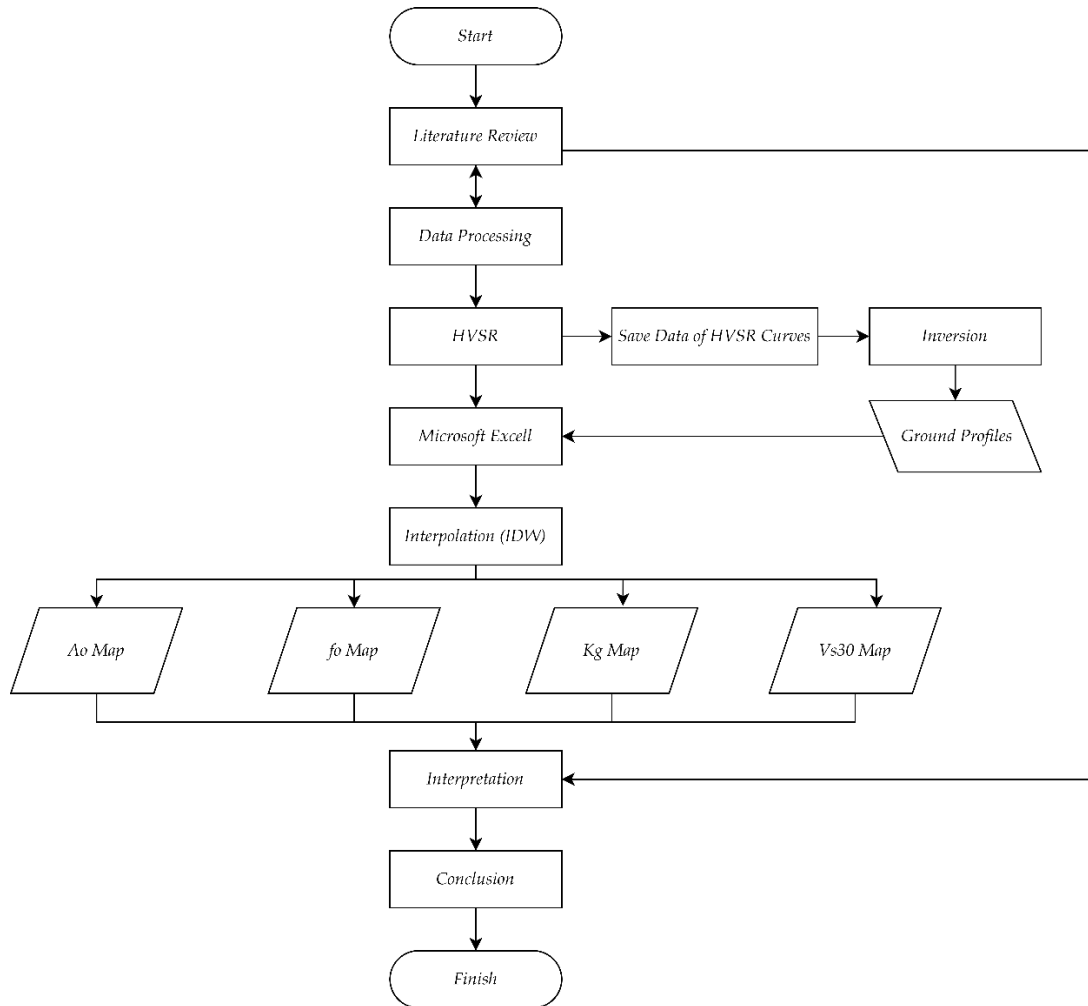 Start
Literature Review
Data Processing
HVSR
Save Data of HVSR Curves
Inversion
Microsoft Excell
Ground Profiles
Interpolation (IDW)
Ao Map
fo Map
Kg Map
Vs30 Map
Interpretation
Conclusion
Finish